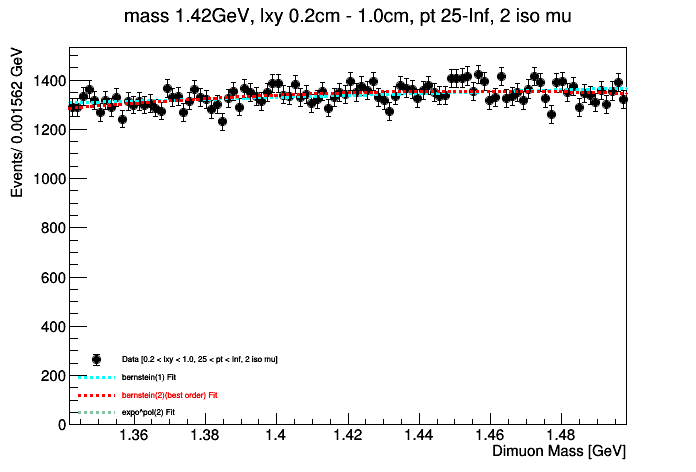 mass 1.42GeV, lxy 0.2cm - 1.0cm, pt 25-Inf, 2 iso mu
Events/ 0.001562 GeV
1400
1200
1000
800
600
400
200
0
Data [0.2 < lxy < 1.0, 25 < pt < Inf, 2 iso mu]
bernstein(1) Fit
bernstein(2)(best order) Fit
expo^pol(2) Fit
1.36 1.38 1.4 1.42 1.44 1.46 1.48
Dimuon Mass [GeV]